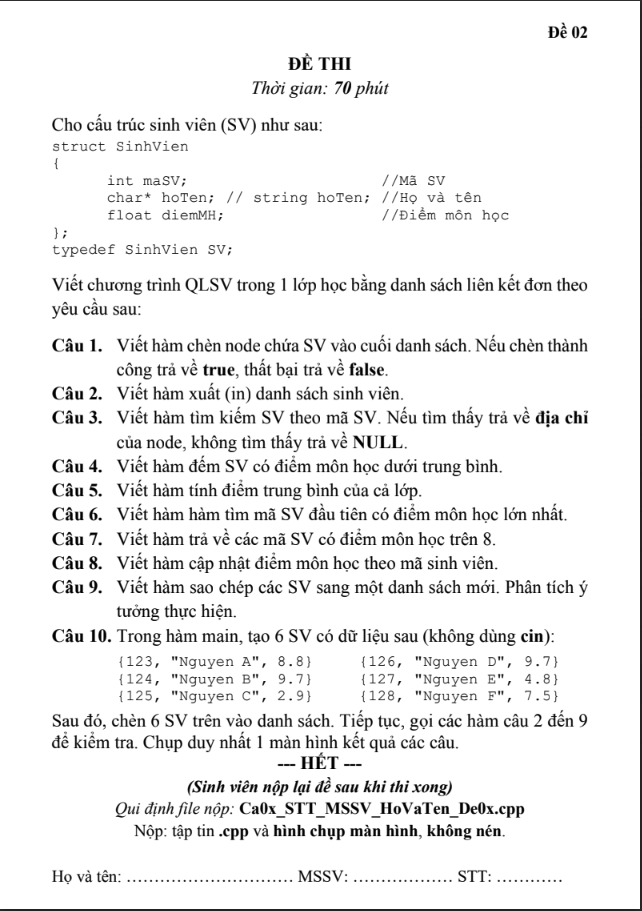 Đề 02
ĐỀ THI
Thời gian: 70 phút
Cho cấu trúc sinh viên (SV) như sau:
struct SinhVien
{
int maSV; //Mã SV
char* hoTen; // string hoTen; //Họ và tên
float diemMH; //Điểm môn học
};
typedef SinhVien SV;
Viết chương trình QLSV trong 1 lớp học bằng danh sách liên kết đơn theo
yêu cầu sau:
Câu 1. Viết hàm chèn node chứa SV vào cuối danh sách. Nếu chèn thành
công trả về true, thất bại trả về false.
Câu 2. Viết hàm xuất (in) danh sách sinh viên.
Câu 3. Viết hàm tìm kiếm SV theo mã SV. Nếu tìm thấy trả về địa chỉ
của node, không tìm thấy trả về NULL.
Câu 4. Viết hàm đếm SV có điểm môn học dưới trung bình.
Câu 5. Viết hàm tính điểm trung bình của cả lớp.
Câu 6. Viết hàm hàm tìm mã SV đầu tiên có điểm môn học lớn nhất.
Câu 7. Viết hàm trả về các mã SV có điểm môn học trên 8.
Câu 8. Viết hàm cập nhật điểm môn học theo mã sinh viên.
Câu 9. Viết hàm sao chép các SV sang một danh sách mới. Phân tích ý
tưởng thực hiện.
Câu 10. Trong hàm main, tạo 6 SV có dữ liệu sau (không dùng cin):
{123, "Nguyen A", 8.8} {126, "Nguyen D", 9.7}
{124, "Nguyen B", 9.7} {127, "Nguyen E", 4.8}
{125, "Nguyen C", 2.9} {128, "Nguyen F", 7.5}
Sau đó, chèn 6 SV trên vào danh sách. Tiếp tục, gọi các hàm câu 2 đến 9
để kiểm tra. Chụp duy nhất 1 màn hình kết quả các câu.
--- HẾT ---
(Sinh viên nộp lại đề sau khi thi xong)
Qui định file nộp: Ca0x_STT_MSSV_HoVaTen_De0x.cpp
Nộp: tập tin .cpp và hình chụp màn hình, không nén.
Họ và tên: ................................ MSSV: ................... STT: ............